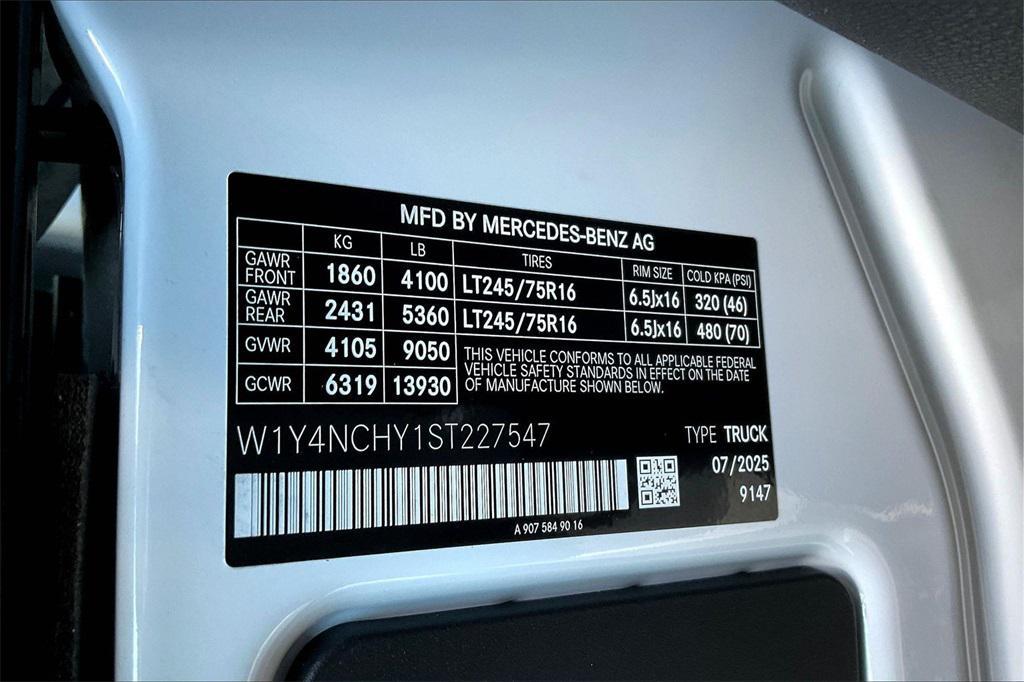 MFD BY MERCEDES-BENZ AG
KG LB TIRES RIM SIZE COLD KPA (PSI)
GAWR FRONT 1860 4100 LT245/75R16 6.5Jx16 320 (46)
GAWR REAR 2431 5360 LT245/75R16 6.5Jx16 480 (70)
GVWR 4105 9050
GCWR 6319 13930
THIS VEHICLE CONFORMS TO ALL APPLICABLE FEDERAL
VEHICLE SAFETY STANDARDS IN EFFECT ON THE DATE
OF MANUFACTURE SHOWN BELOW.
W1Y4NCHY1ST227547 TYPE TRUCK
07/2025
9147
A 907 584 90 16